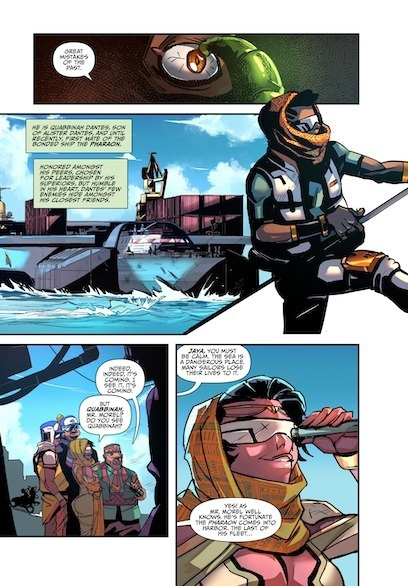 GREAT
MISTAKES
OF THE
PAST.
HE IS QUABBINAH DANTES, SON
OF ALISTER DANTES, AND UNTIL
RECENTLY, FIRST MATE OF THE
BONDED SHIP THE PHARAON.
HONORED AMONGST
HIS PEERS, CHOSEN
FOR LEADERSHIP BY HIS
SUPERIORS, BUT HUMBLE
IN HIS HEART, DANTES' FEW
ENEMIES HIDE AMONGST
HIS CLOSEST FRIENDS.
INDEED,
INDEED, IT'S
COMING. I
SEE IT, IT'S
COMING.
BUT
QUABBINAH,
MR. MOREL?
DO YOU SEE
QUABBINAH?
JAYA, YOU MUST
BE CALM. THE SEA IS
A DANGEROUS PLACE.
MANY SAILORS LOSE
THEIR LIVES TO IT.
YES! AS
MR. MOREL WELL
KNOWS. HE'S FORTUNATE
THE PHARAON COMES INTO
HARBOR. THE LAST OF
HIS FLEET...